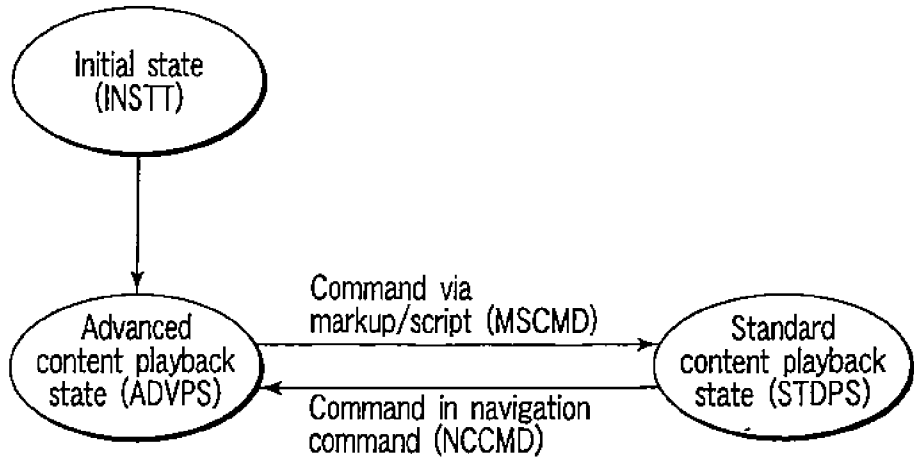 Initial state
(INSTT)
Command via
markup/script (MSCMD)
Advanced
content playback
state (ADVPS)
Standard
content playback
state (STDPS)
Command in navigation
command (NCCMD)